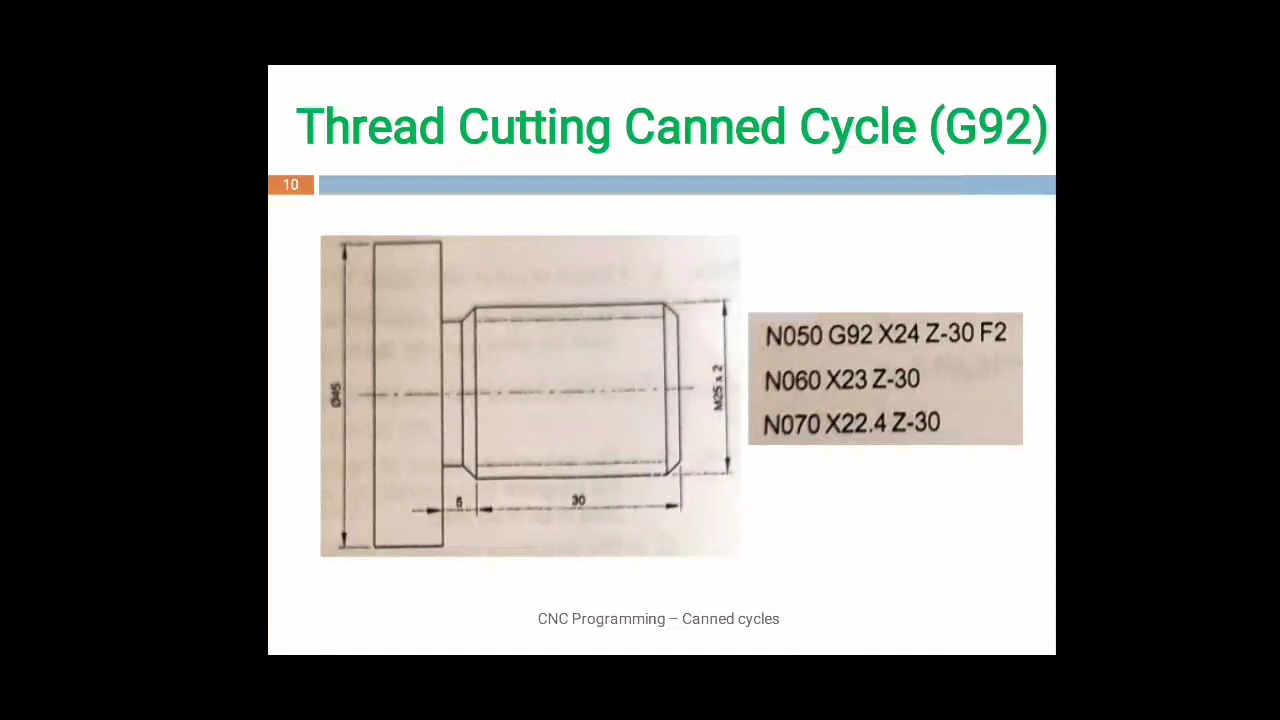 Thread Cutting Canned Cycle (G92)
10
Ø45
M25 x 2
N050 G92 X24 Z-30 F2
N060 X23 Z-30
N070 X22.4 Z-30
5
30
CNC Programming – Canned cycles